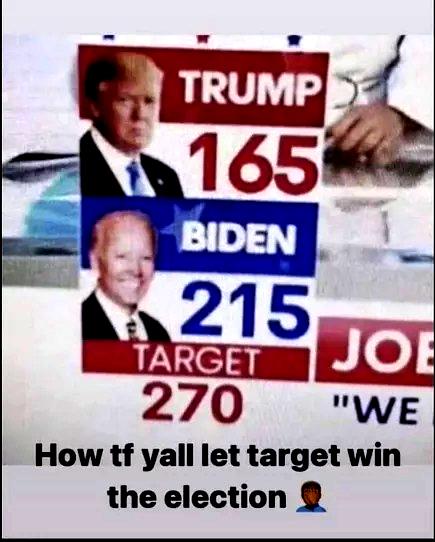 TRUMP
165
BIDEN
215
TARGET
270
JOE
"WE
How tf yall let target win
the election 🤦🏾‍♂️